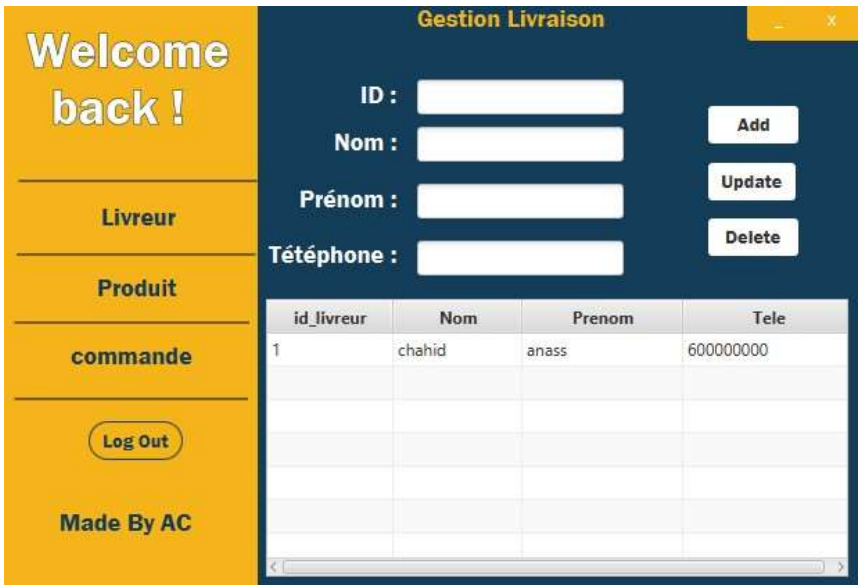 Welcome
back !
Livreur
Produit
commande
Log Out
Made By AC
Gestion Livraison
_ X
ID :
Nom :
Prénom :
Tétéphone :
Add
Update
Delete
id_livreur Nom Prenom Tele
1 chahid anass 600000000